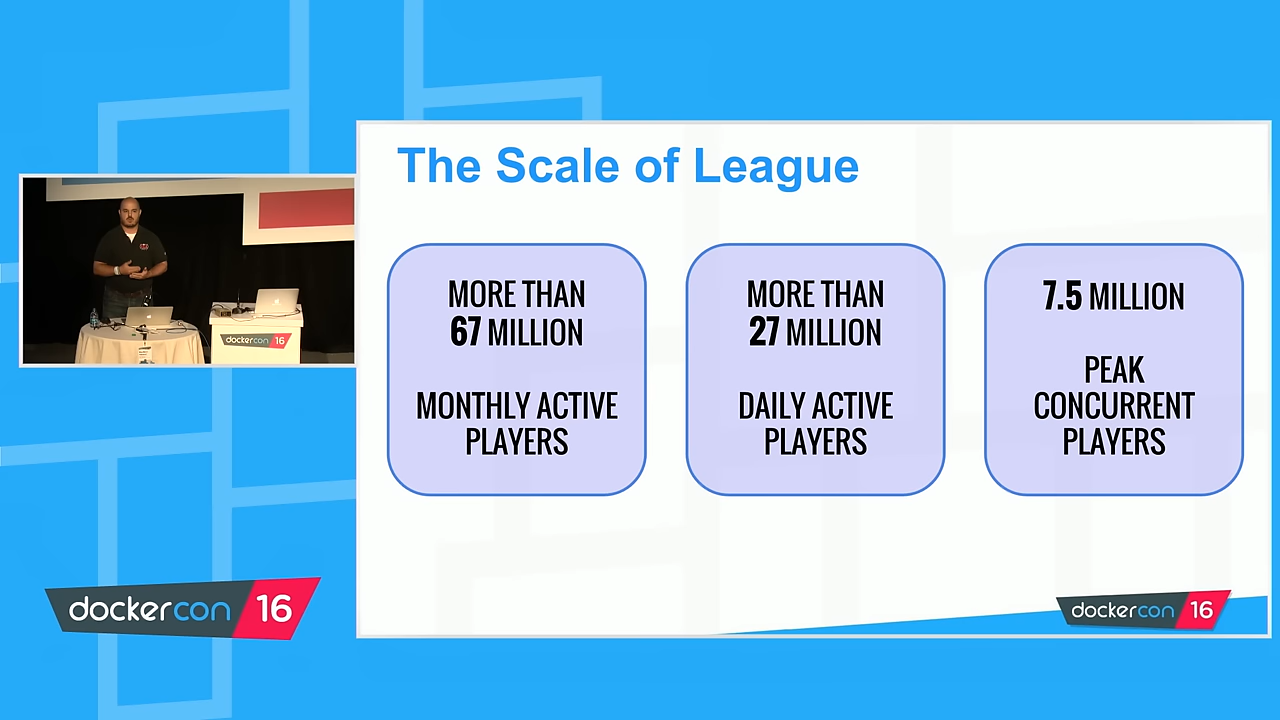 The Scale of League
MORE THAN
67 MILLION
MONTHLY ACTIVE
PLAYERS
MORE THAN
27 MILLION
DAILY ACTIVE
PLAYERS
7.5 MILLION
PEAK
CONCURRENT
PLAYERS
dockercon 16
dockercon 16
dockercon 16